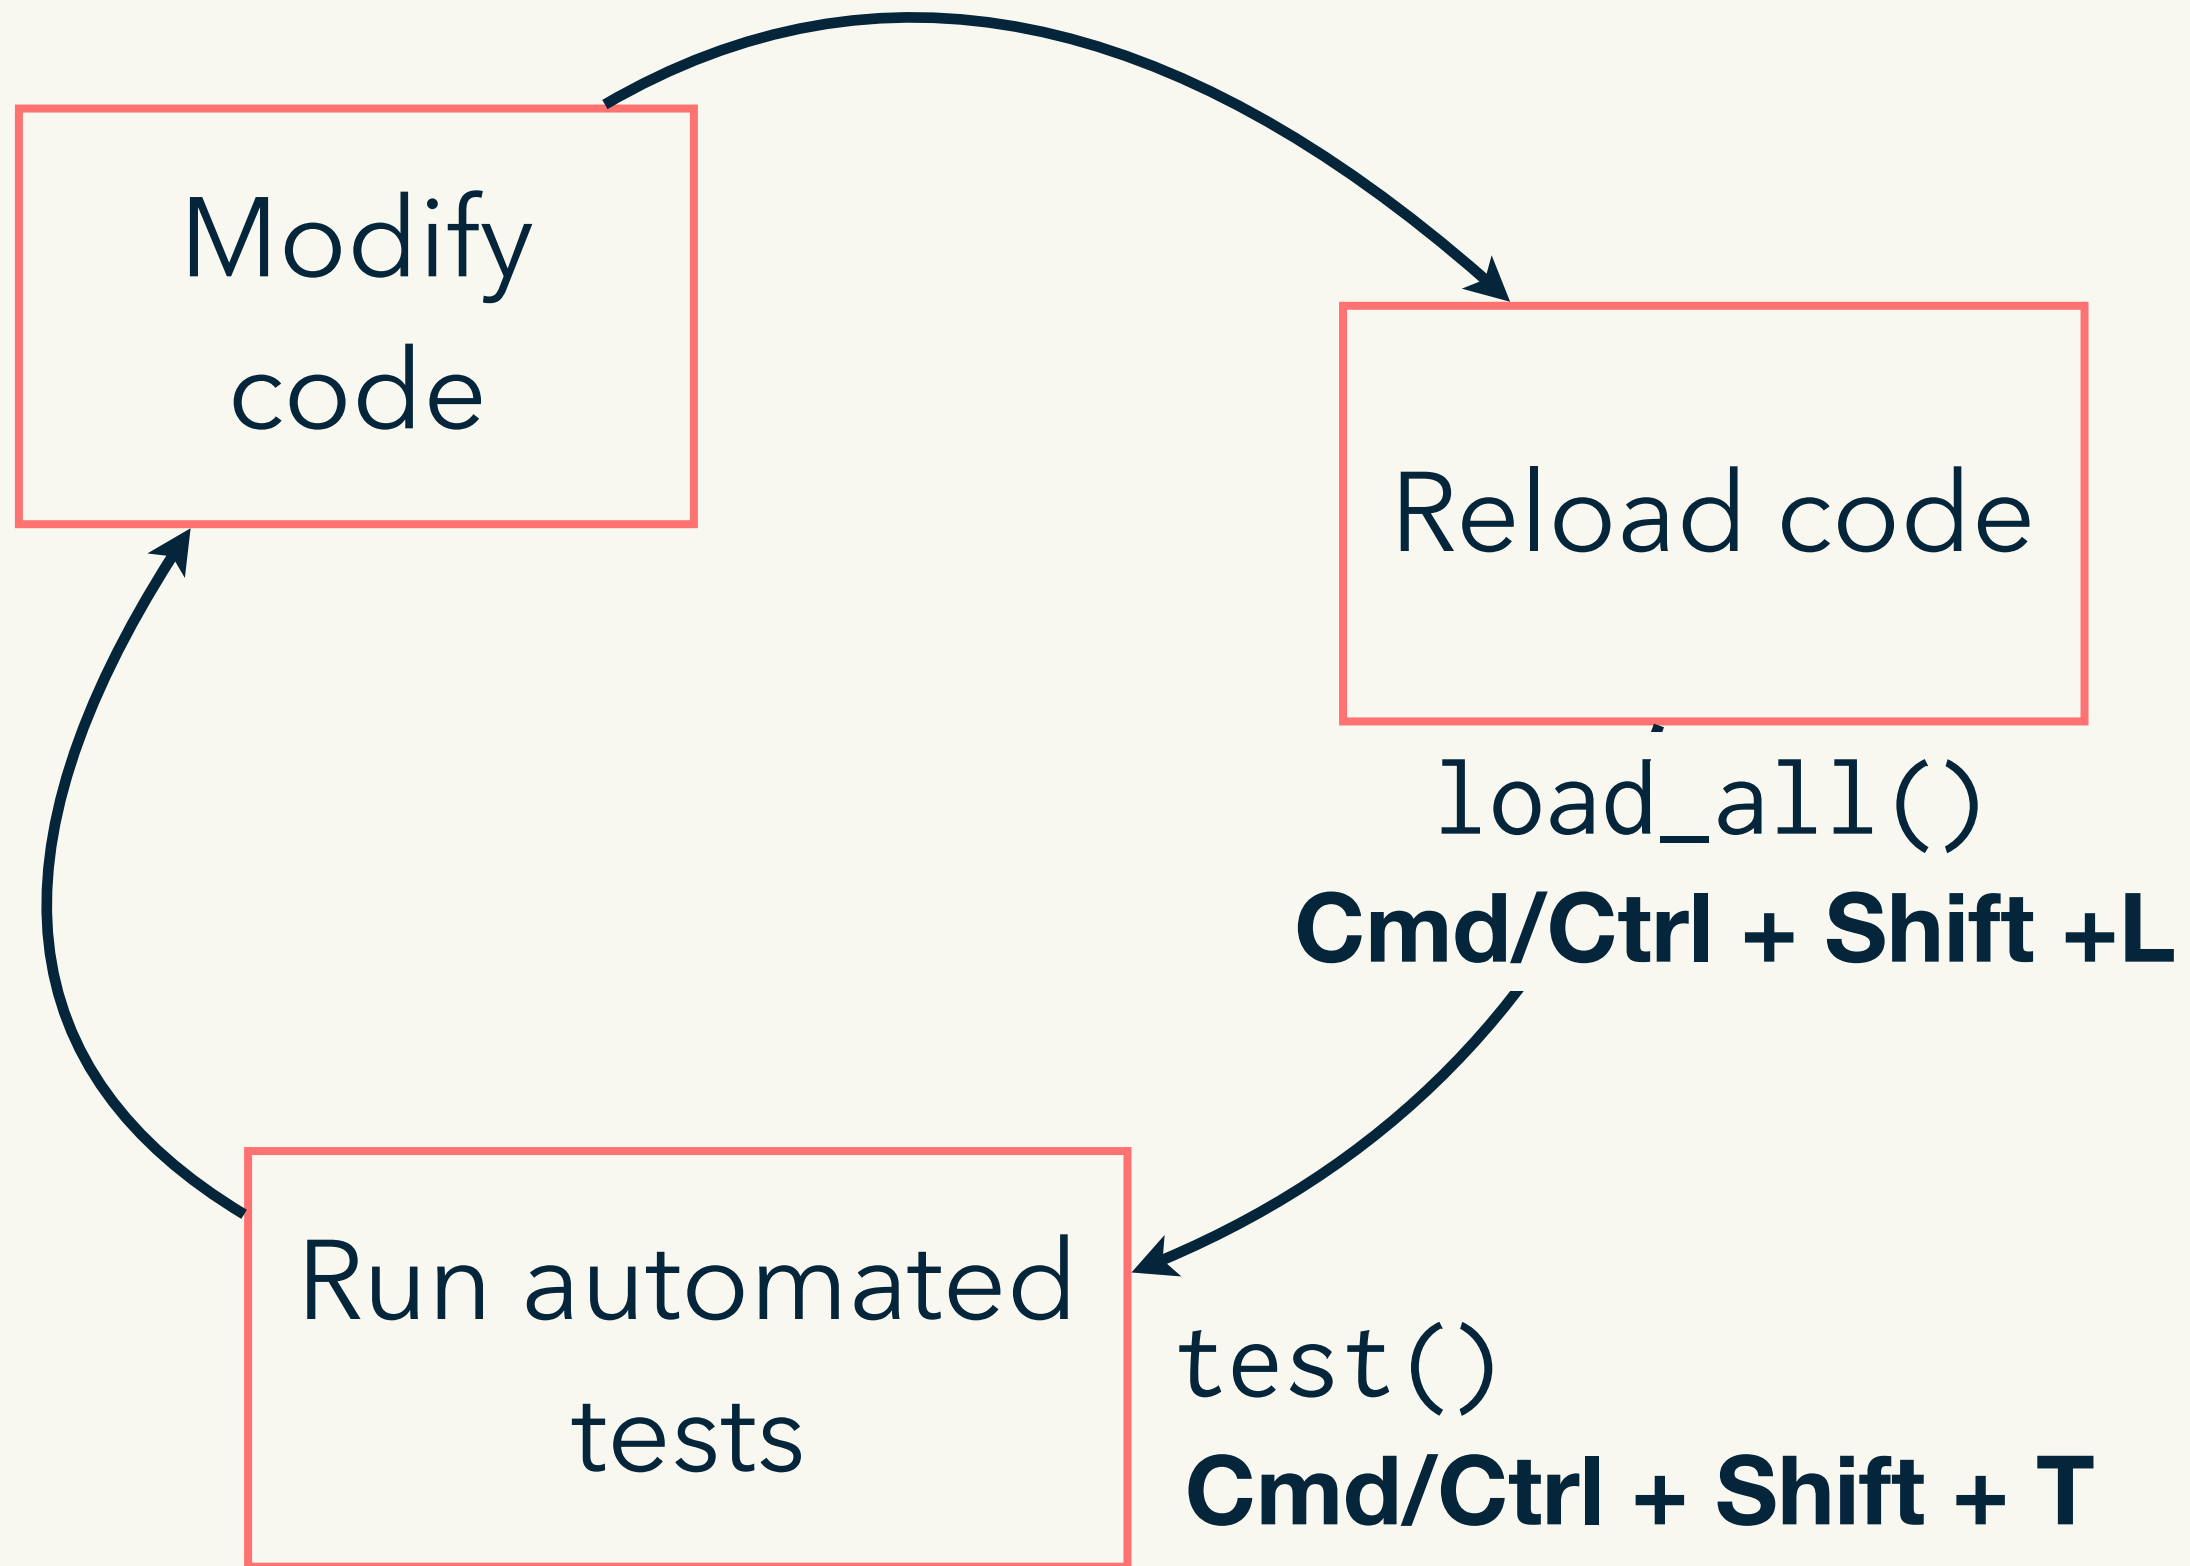 Modify
code
Reload code
load_all()
Cmd/Ctrl + Shift +L
Run automated
tests
test()
Cmd/Ctrl + Shift + T